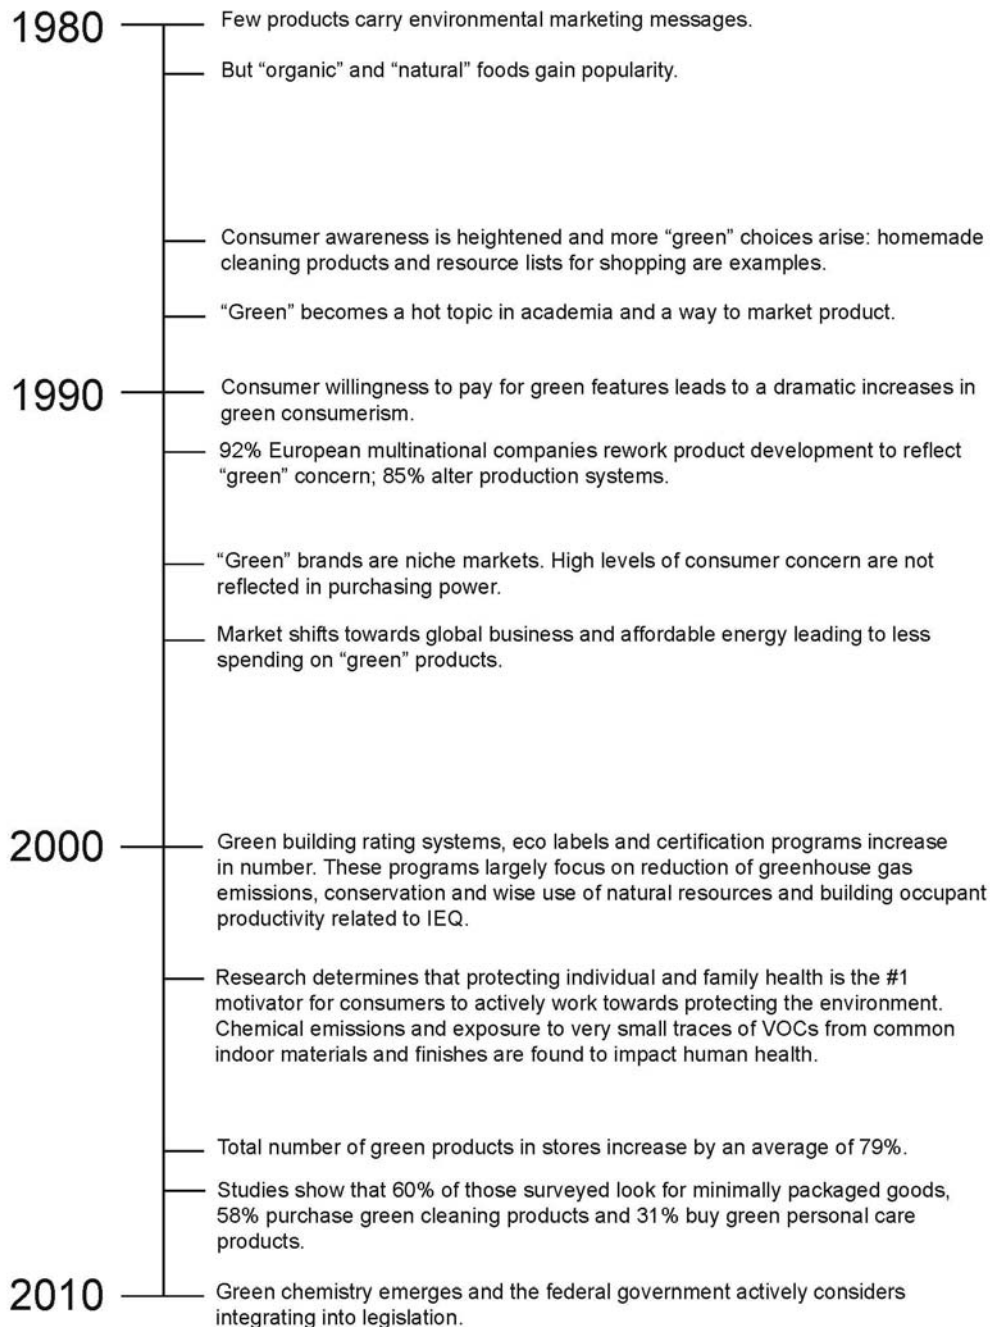 1980
Few products carry environmental marketing messages.
But “organic” and “natural” foods gain popularity.
Consumer awareness is heightened and more “green” choices arise: homemade
cleaning products and resource lists for shopping are examples.
“Green” becomes a hot topic in academia and a way to market product.
1990
Consumer willingness to pay for green features leads to a dramatic increases in
green consumerism.
92% European multinational companies rework product development to reflect
“green” concern; 85% alter production systems.
“Green” brands are niche markets. High levels of consumer concern are not
reflected in purchasing power.
Market shifts towards global business and affordable energy leading to less
spending on “green” products.
2000
Green building rating systems, eco labels and certification programs increase
in number. These programs largely focus on reduction of greenhouse gas
emissions, conservation and wise use of natural resources and building occupant
productivity related to IEQ.
Research determines that protecting individual and family health is the #1
motivator for consumers to actively work towards protecting the environment.
Chemical emissions and exposure to very small traces of VOCs from common
indoor materials and finishes are found to impact human health.
Total number of green products in stores increase by an average of 79%.
Studies show that 60% of those surveyed look for minimally packaged goods,
58% purchase green cleaning products and 31% buy green personal care
products.
2010
Green chemistry emerges and the federal government actively considers
integrating into legislation.